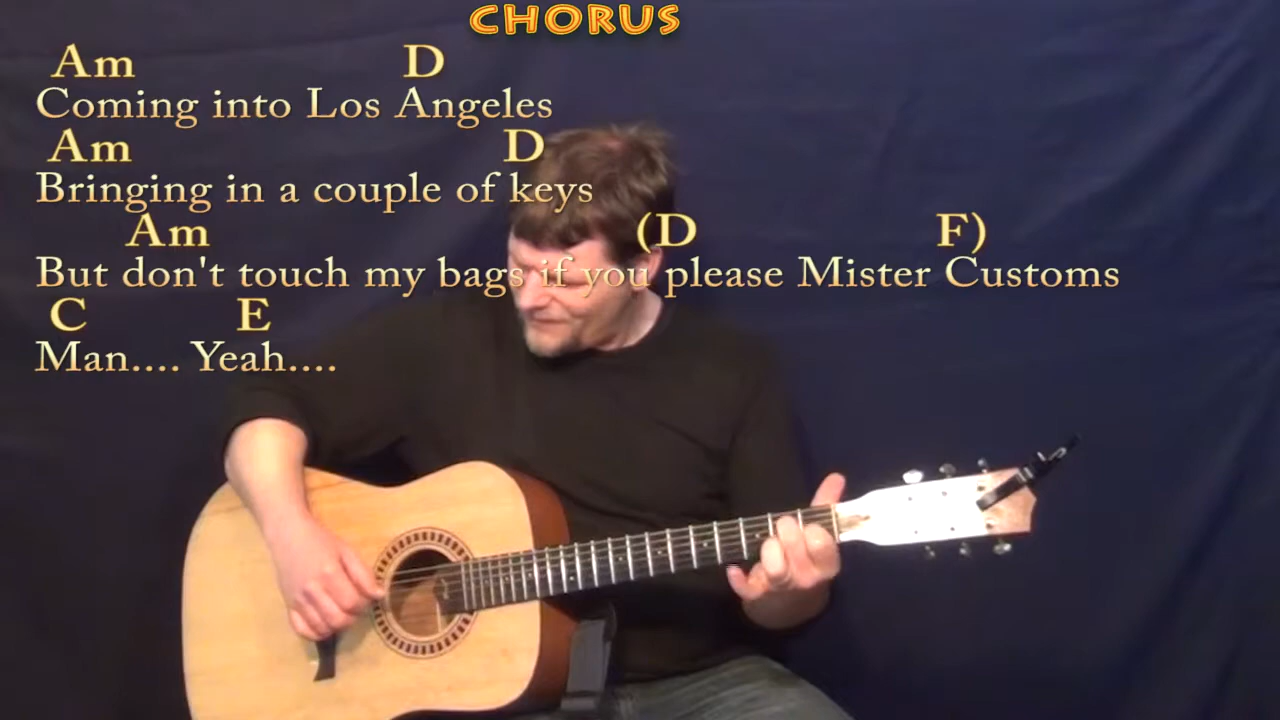 CHORUS
Am D
Coming into Los Angeles
Am D
Bringing in a couple of keys
Am (D F)
But don't touch my bags if you please Mister Customs
C E
Man.... Yeah....